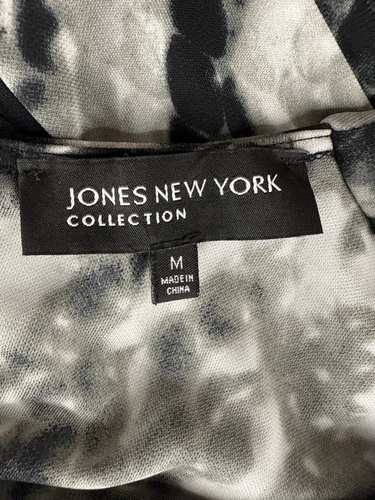 JONES NEW YORK
COLLECTION
M
MADE IN
CHINA